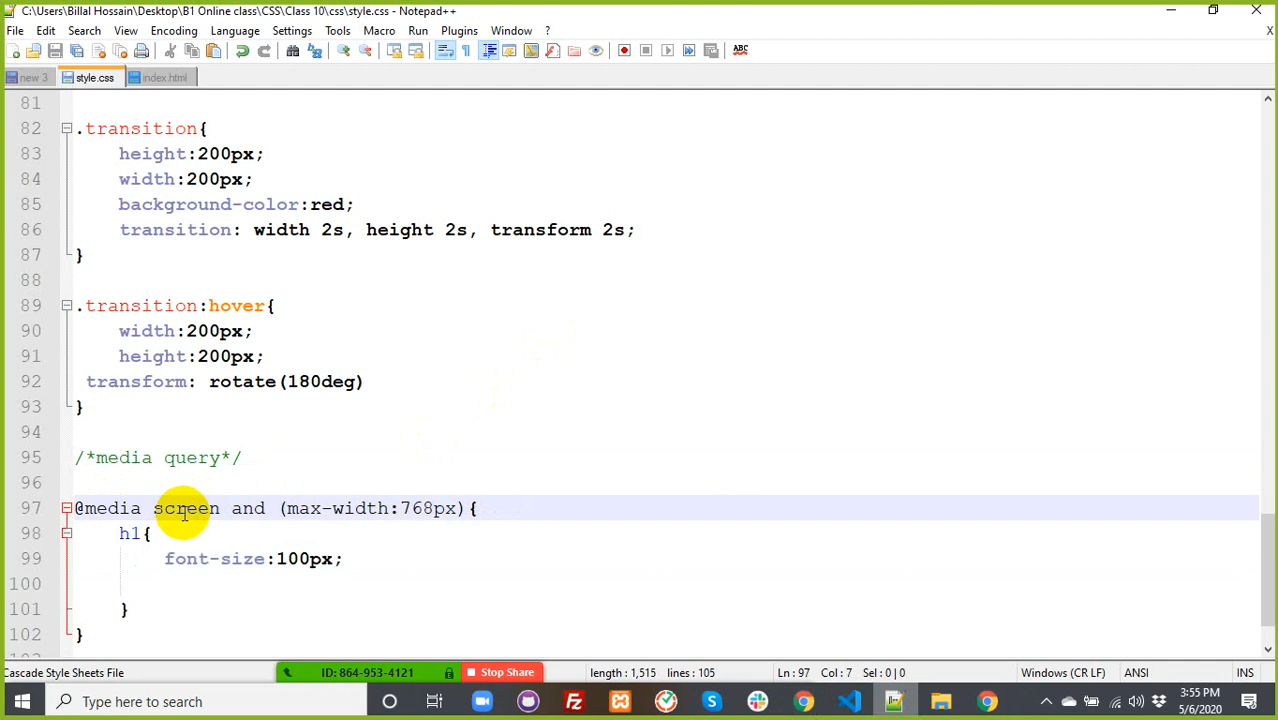 C:\Users\Billal Hossain\Desktop\B1 Online class\CSS\Class 10\css\style.css - Notepad++
File Edit Search View Encoding Language Settings Tools Macro Run Plugins Window ? X
ABC
new 3 style.css index.html
81
82 .transition{
83 height:200px;
84 width:200px;
85 background-color:red;
86 transition: width 2s, height 2s, transform 2s;
87 }
88
89 .transition:hover{
90 width:200px;
91 height:200px;
92 transform: rotate(180deg)
93 }
94
95 /*media query*/
96
97 @media screen and (max-width:768px){
98 h1{
99 font-size:100px;
100
101 }
102 }
Cascade Style Sheets File ID: 864-953-4121 Stop Share length : 1,515 lines : 105 Ln : 97 Col : 7 Sel : 0 | 0 Windows (CR LF) ANSI INS
Type here to search 3:55 PM
5/6/2020